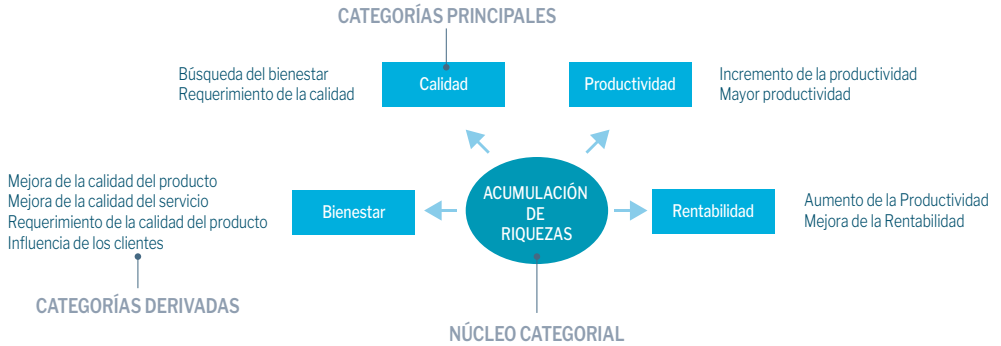 CATEGORÍAS PRINCIPALES
Búsqueda del bienestar
Requerimiento de la calidad
Calidad
Productividad
Incremento de la productividad
Mayor productividad
Mejora de la calidad del producto
Mejora de la calidad del servicio
Requerimiento de la calidad del producto
Influencia de los clientes
Bienestar
ACUMULACIÓN
DE
RIQUEZAS
Rentabilidad
Aumento de la Productividad
Mejora de la Rentabilidad
CATEGORÍAS DERIVADAS
NÚCLEO CATEGORIAL